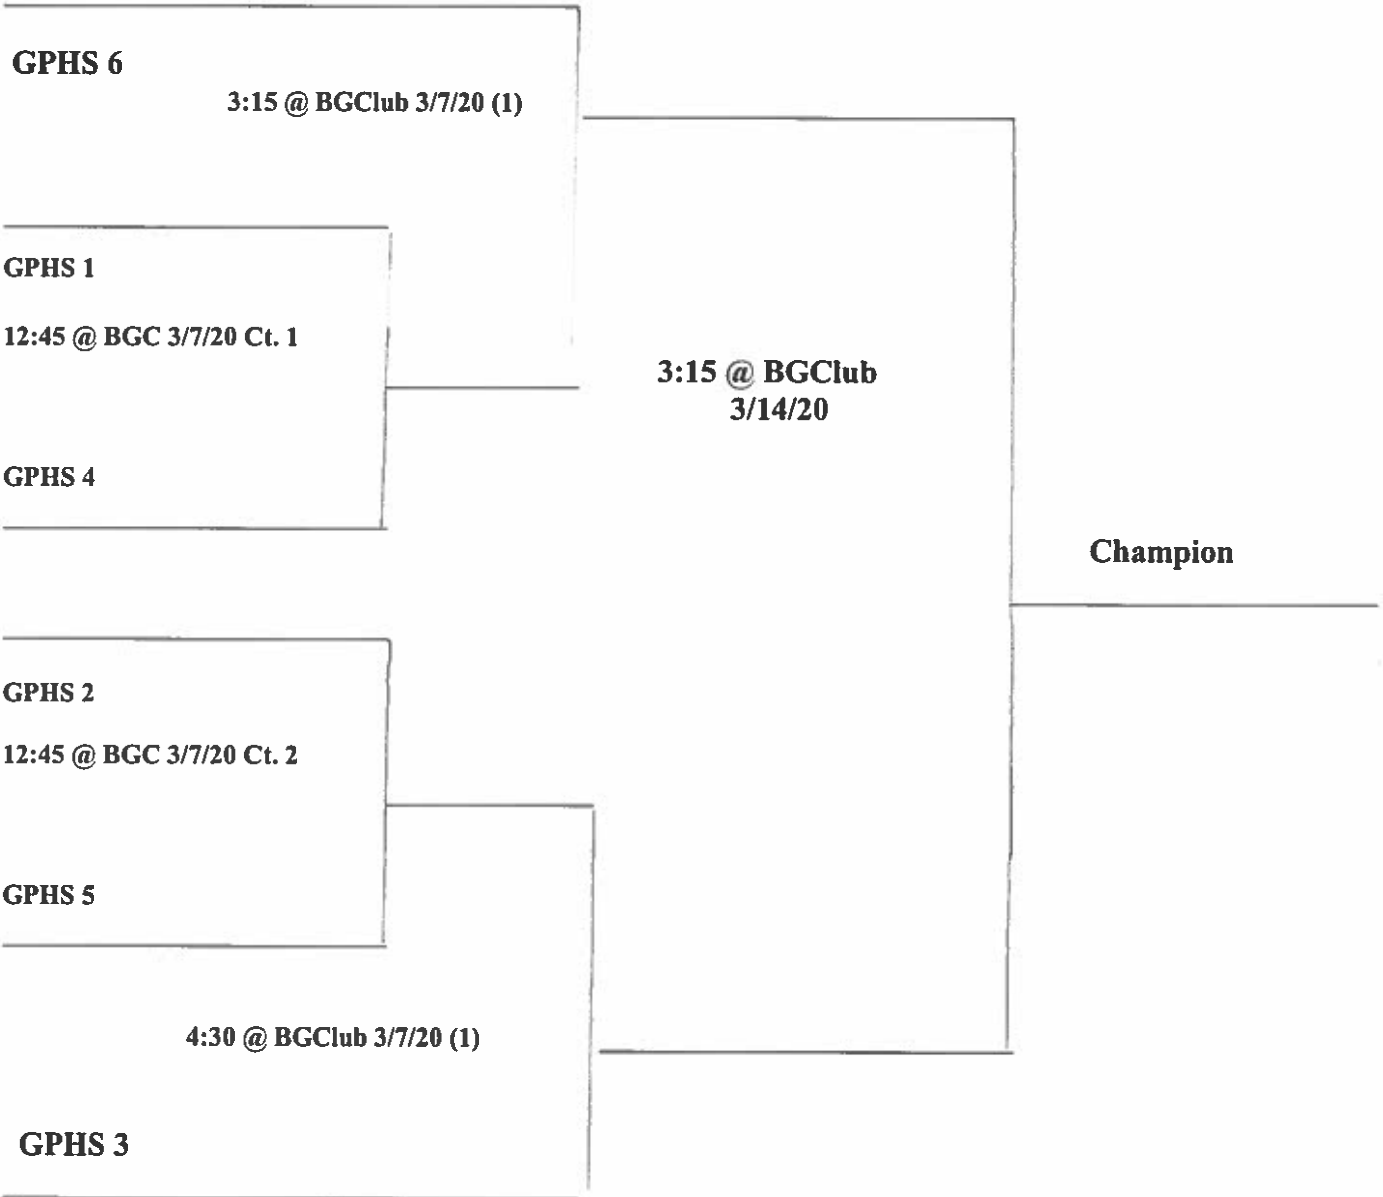 GPHS 6
3:15 @ BGClub 3/7/20 (1)
GPHS 1
12:45 @ BGC 3/7/20 Ct. 1
3:15 @ BGClub
3/14/20
GPHS 4
Champion
GPHS 2
12:45 @ BGC 3/7/20 Ct. 2
GPHS 5
4:30 @ BGClub 3/7/20 (1)
GPHS 3